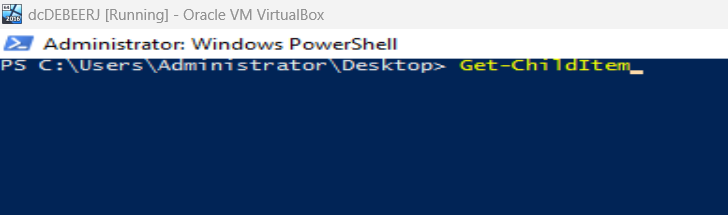 dcDEBEERJ [Running] - Oracle VM VirtualBox
Administrator: Windows PowerShell
PS C:\Users\Administrator\Desktop> Get-ChildItem